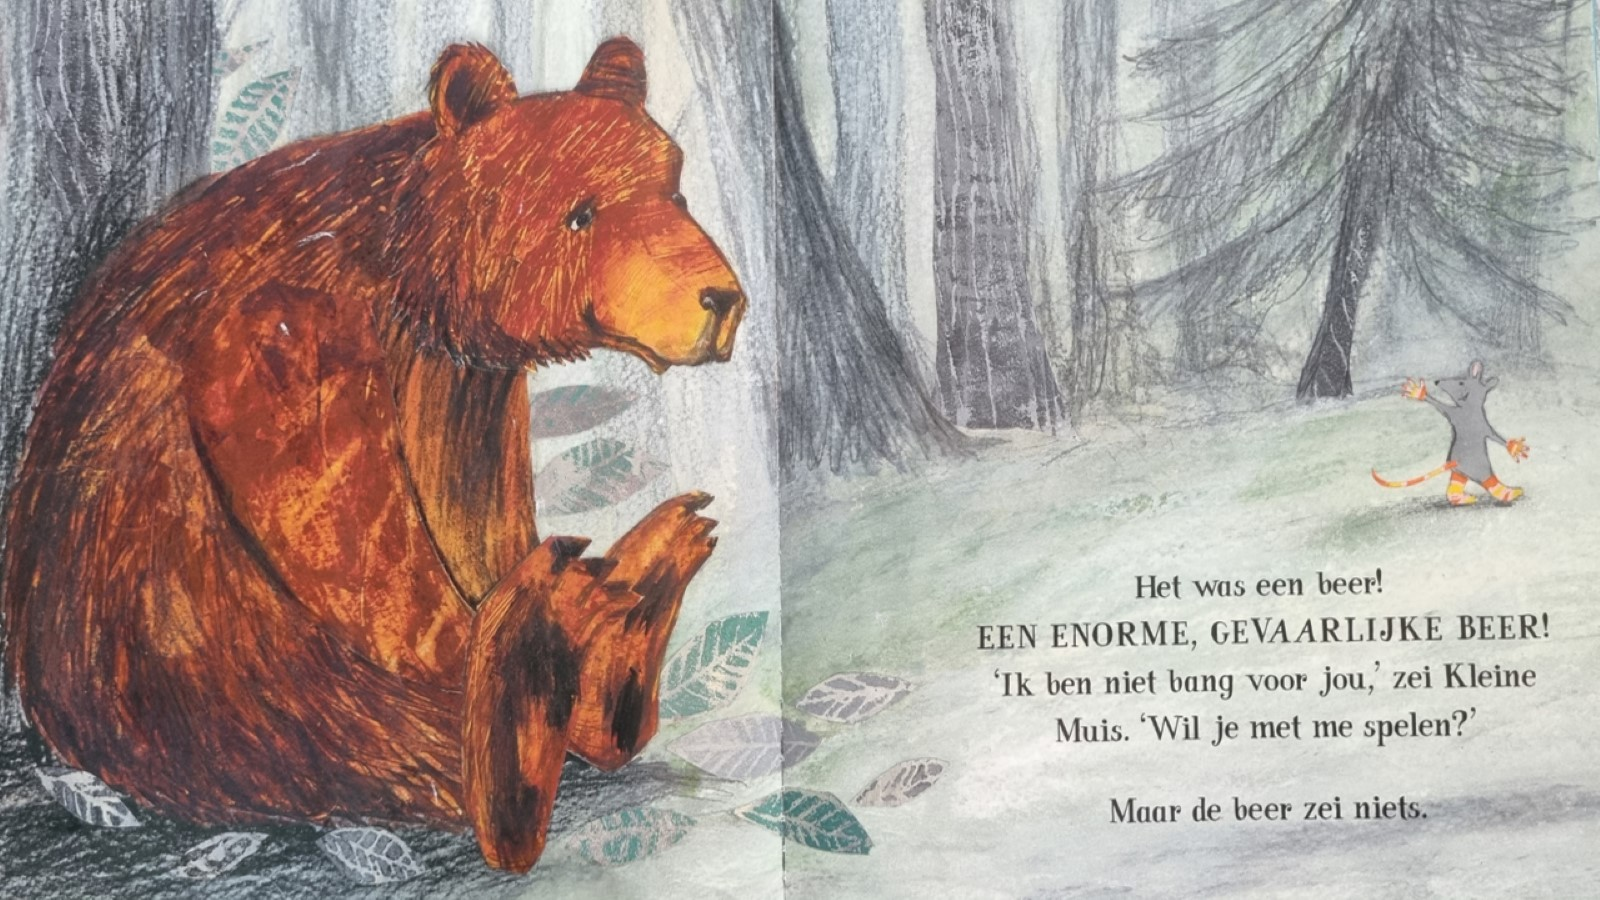 Het was een beer!
EEN ENORME, GEVAARLIJKE BEER!
‘Ik ben niet bang voor jou,’ zei Kleine
Muis. ‘Wil je met me spelen?’
Maar de beer zei niets.